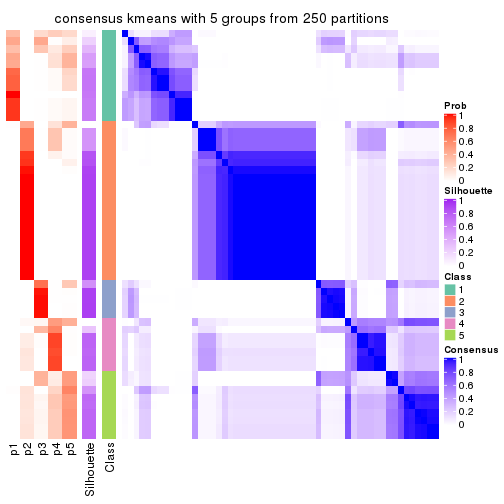 consensus kmeans with 5 groups from 250 partitions
Prob
1
0.8
0.6
0.4
0.2
0
Silhouette
1
0.8
0.6
0.4
0.2
0
Class
1
2
3
4
5
Consensus
1
0.8
0.6
0.4
0.2
0
p1
p2
p3
p4
p5
Silhouette
Class